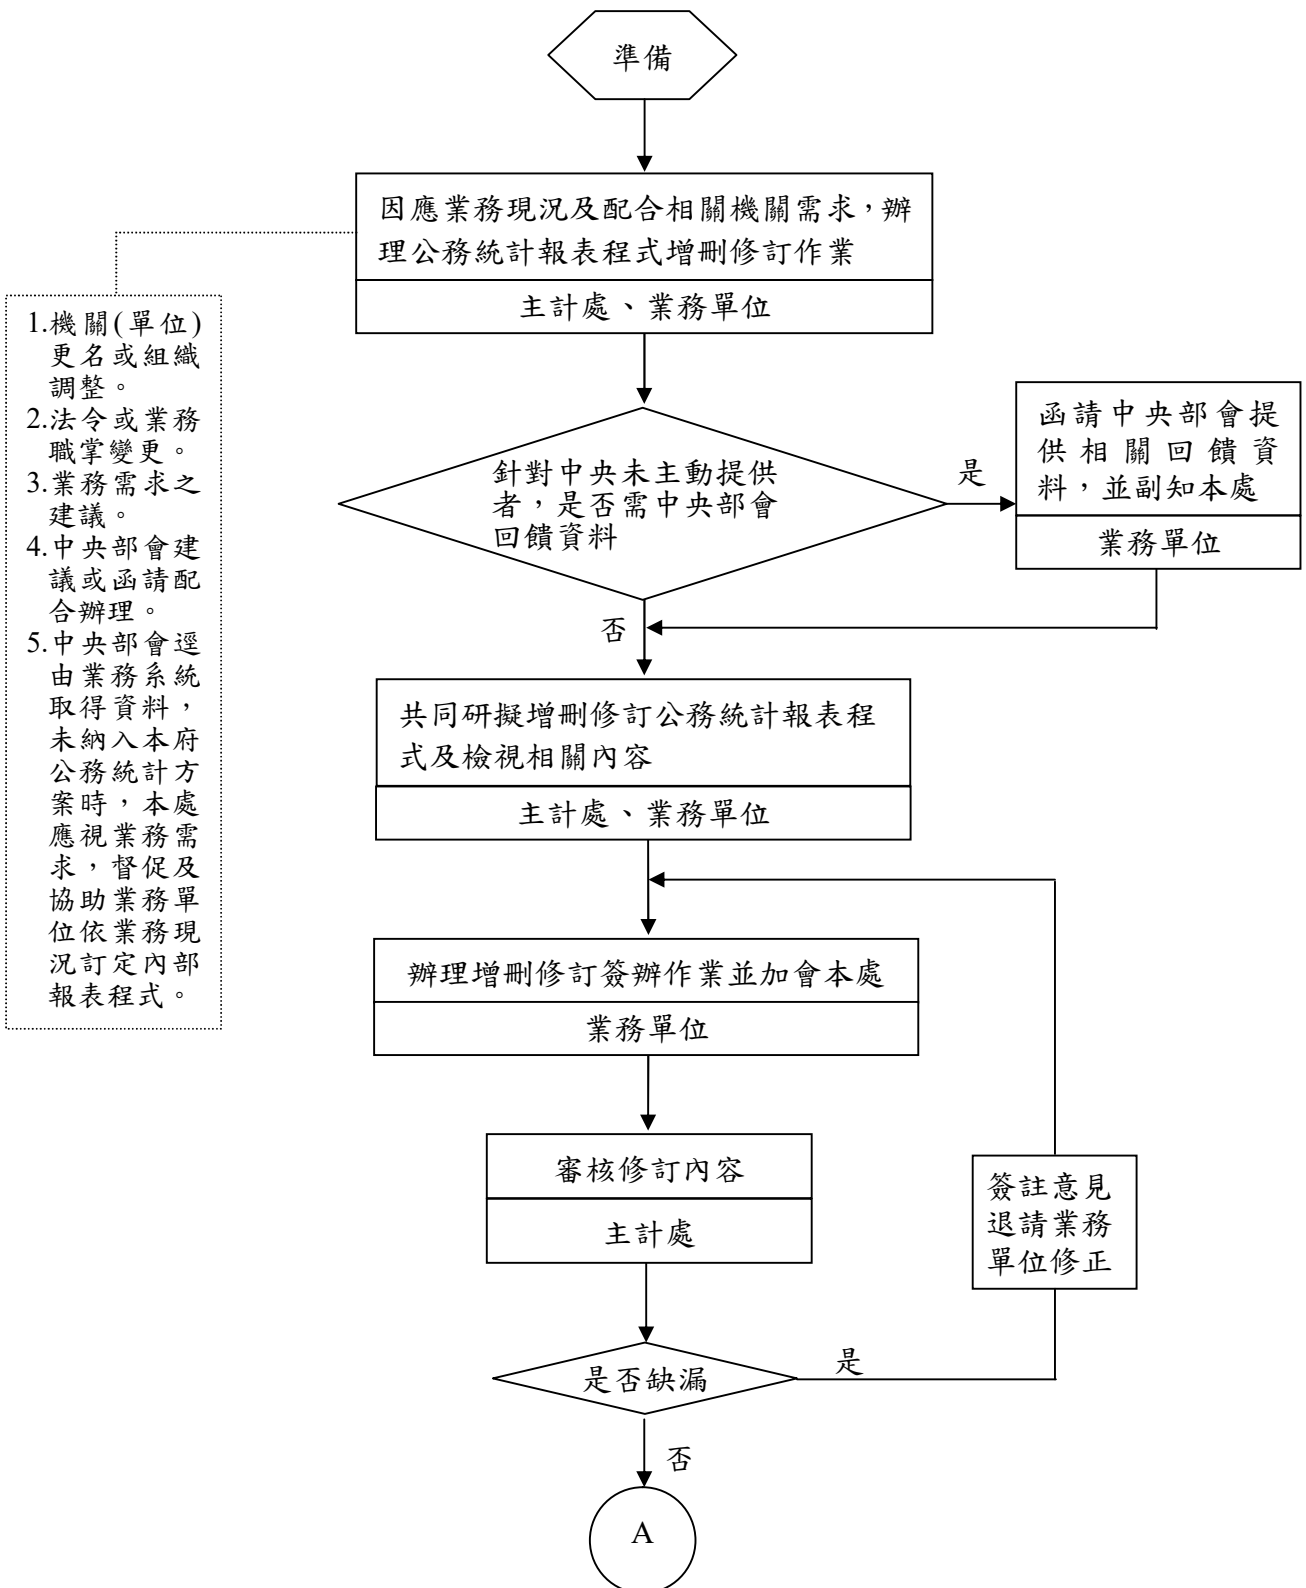 準備
因應業務現況及配合相關機關需求，辦
理公務統計報表程式增刪修訂作業
主計處、業務單位
1.機關(單位)
更名或組織
調整。
2.法令或業務
職掌變更。
3.業務需求之
建議。
4.中央部會建
議或函請配
合辦理。
5.中央部會逕
由業務系統
取得資料，
未納入本府
公務統計方
案時，本處
應視業務需
求，督促及
協助業務單
位依業務現
況訂定內部
報表程式。
針對中央未主動提供
者，是否需中央部會
回饋資料
是
函請中央部會提
供相關回饋資
料，並副知本處
業務單位
否
共同研擬增刪修訂公務統計報表程
式及檢視相關內容
主計處、業務單位
辦理增刪修訂簽辦作業並加會本處
業務單位
審核修訂內容
主計處
簽註意見
退請業務
單位修正
是否缺漏
是
否
A